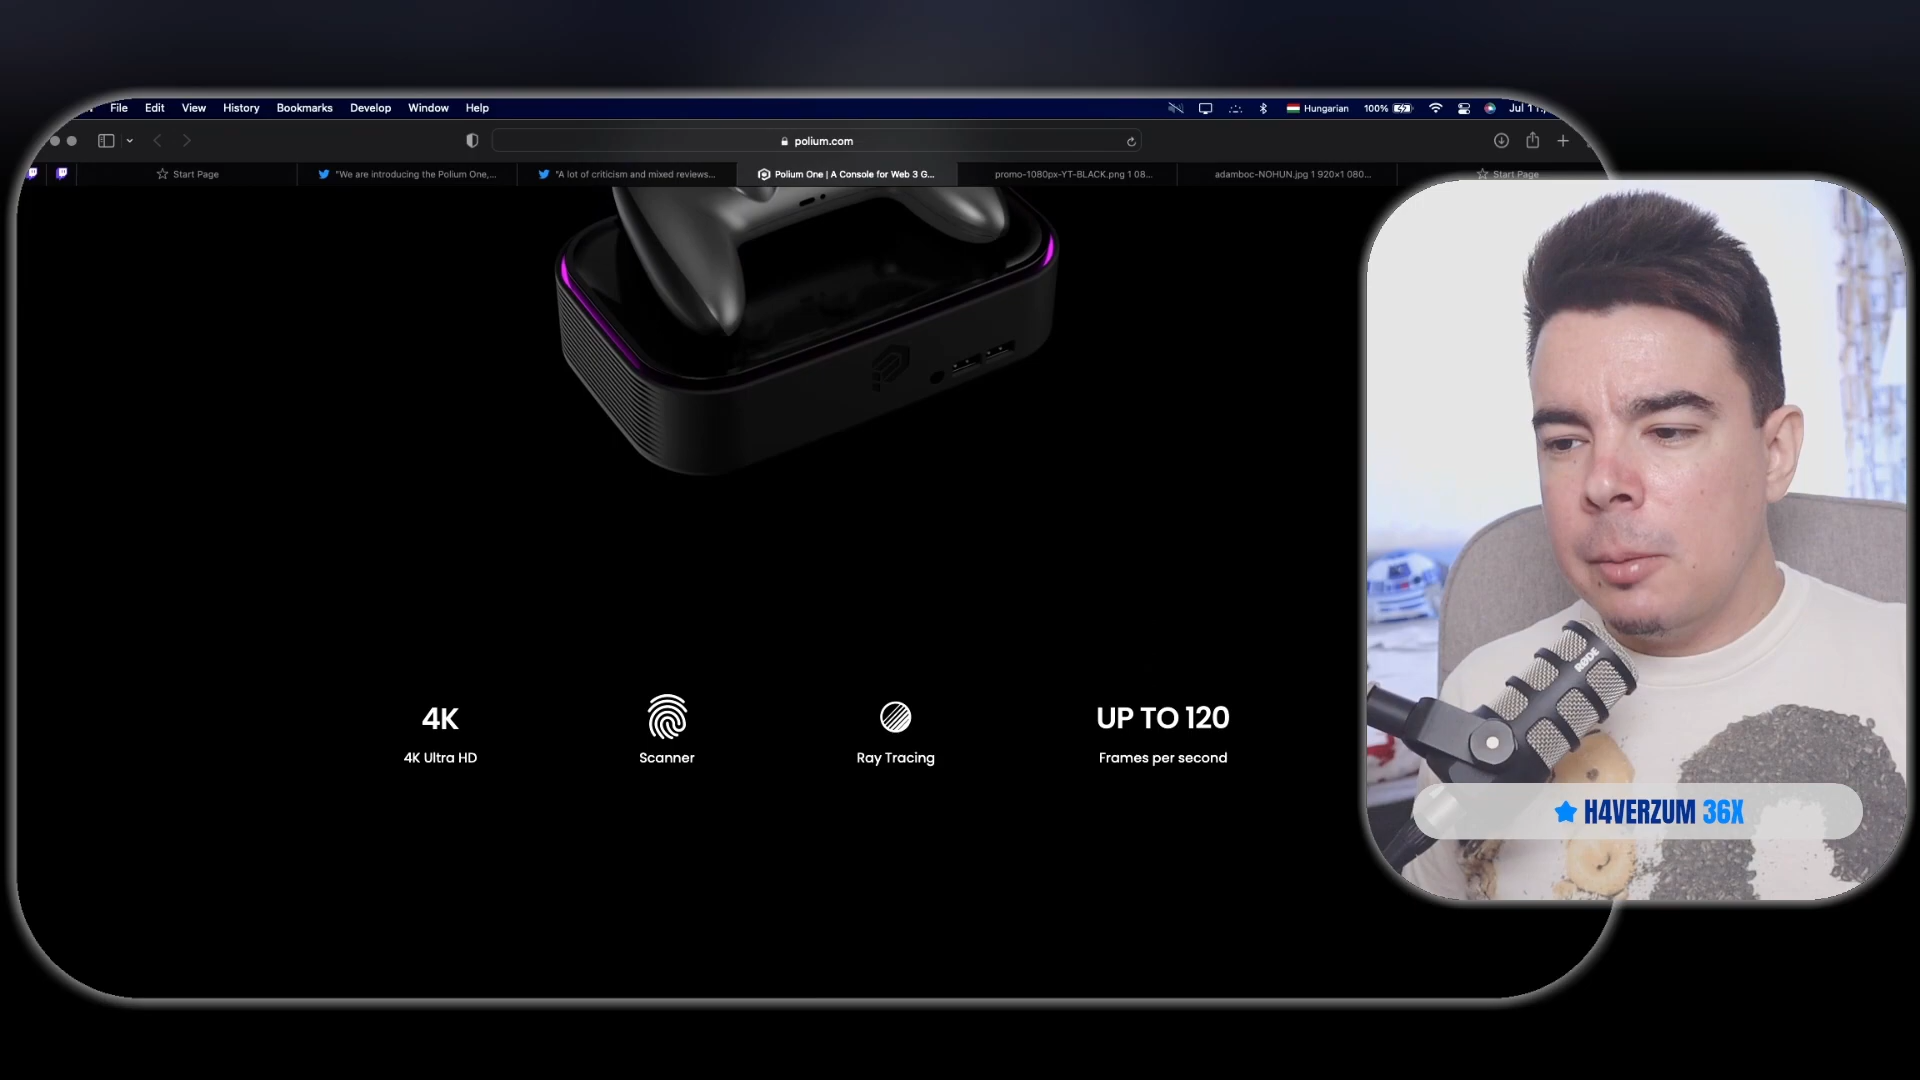 File Edit View History Bookmarks Develop Window Help
Hungarian 100%
polium.com
Start Page
"We are introducing the Polium One,...
"A lot of criticism and mixed reviews...
Polium One | A Console for Web 3 G...
promo-1080px-YT-BLACK.png 1 08...
adamboc-NOHUN.jpg 1 920×1 080...
Start Page
4K
4K Ultra HD
Scanner
Ray Tracing
UP TO 120
Frames per second
RØDE
H4VERZUM 36X